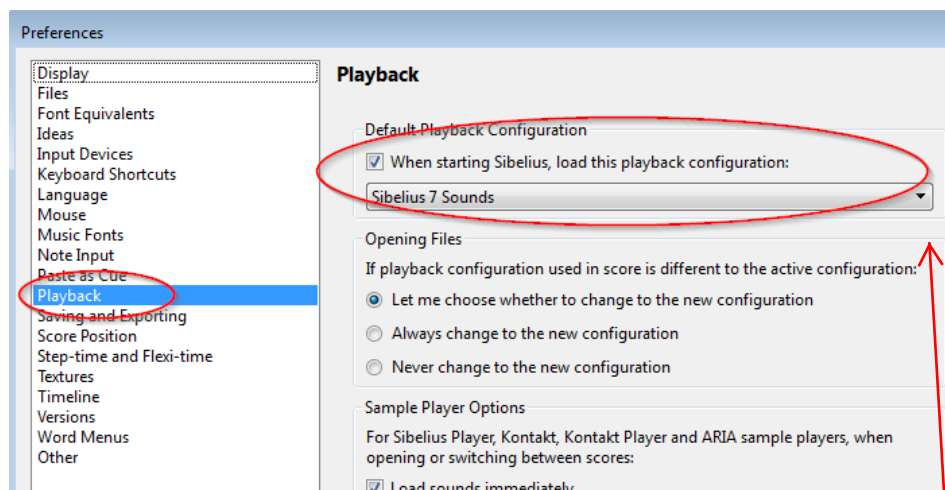 Preferences
Display
Files
Font Equivalents
Ideas
Input Devices
Keyboard Shortcuts
Language
Mouse
Music Fonts
Note Input
Paste as Cue
Playback
Saving and Exporting
Score Position
Step-time and Flexi-time
Textures
Timeline
Versions
Word Menus
Other
Playback
Default Playback Configuration
When starting Sibelius, load this playback configuration:
Sibelius 7 Sounds
Opening Files
If playback configuration used in score is different to the active configuration:
Let me choose whether to change to the new configuration
Always change to the new configuration
Never change to the new configuration
Sample Player Options
For Sibelius Player, Kontakt, Kontakt Player and ARIA sample players, when
opening or switching between scores:
Load sounds immediately